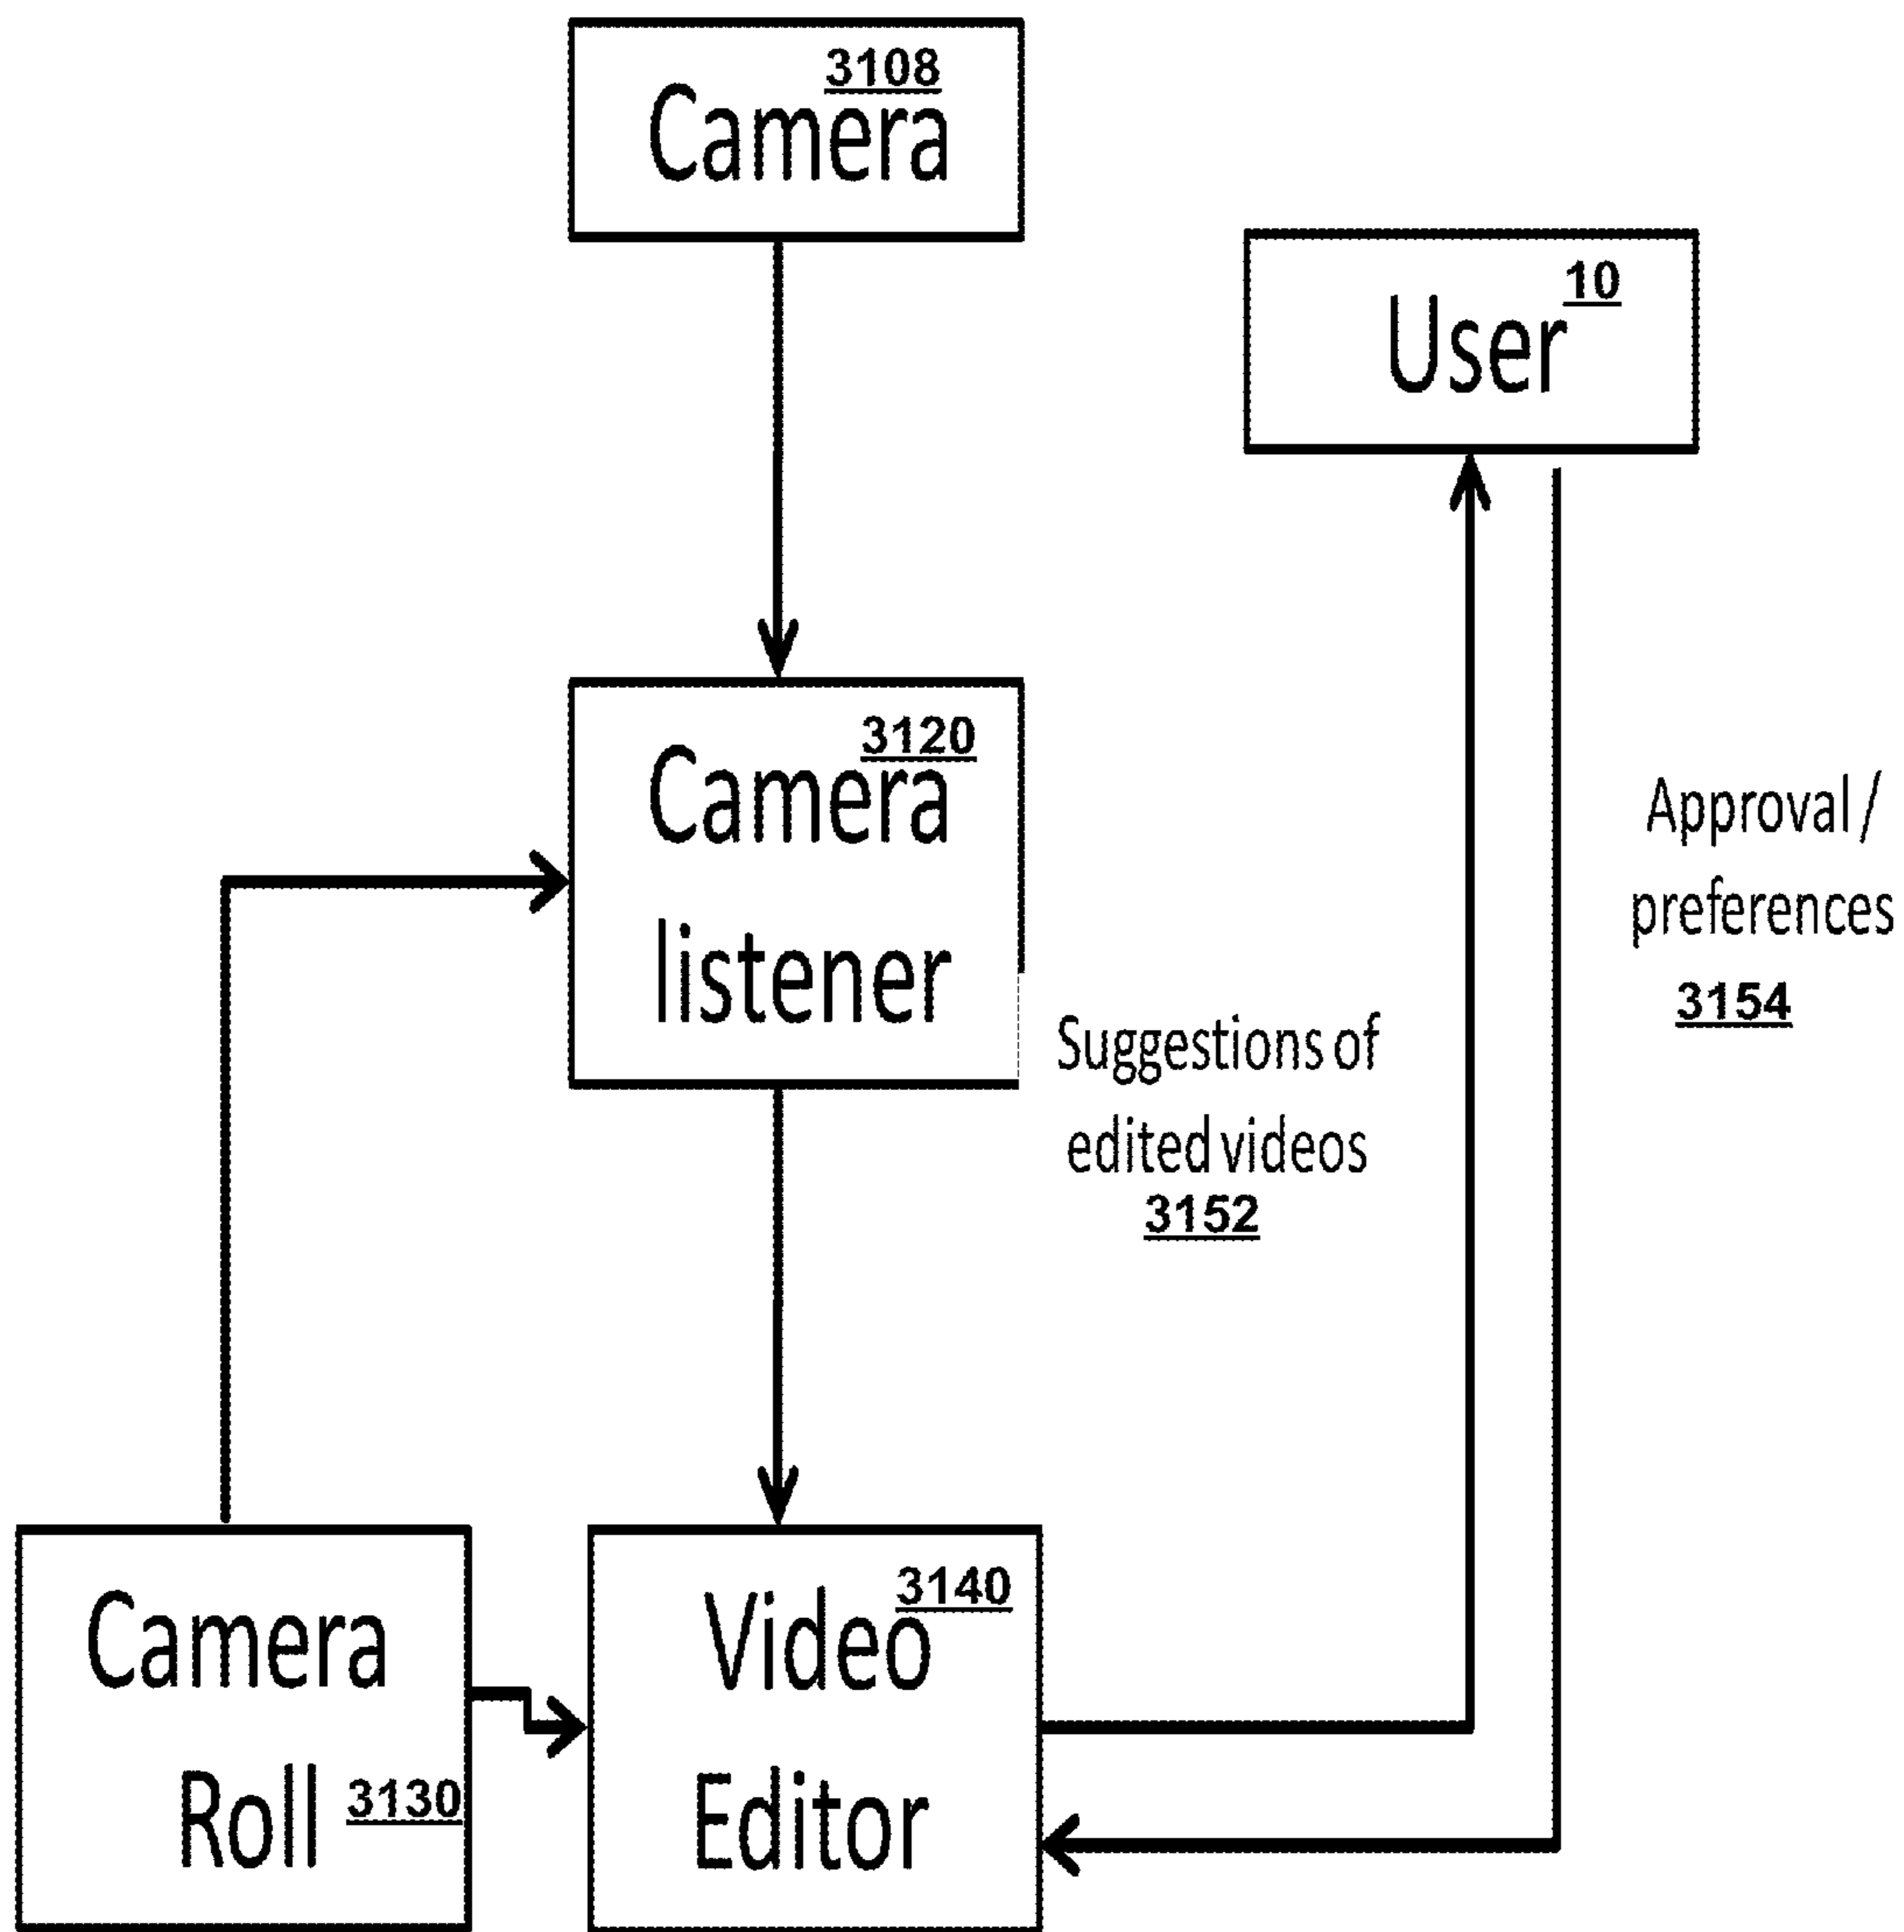 3108
Camera
10
User
3120
Camera
listener
Approval /
preferences
3154
Suggestions of
edited videos
3152
Camera
Roll 3130
3140
Video
Editor